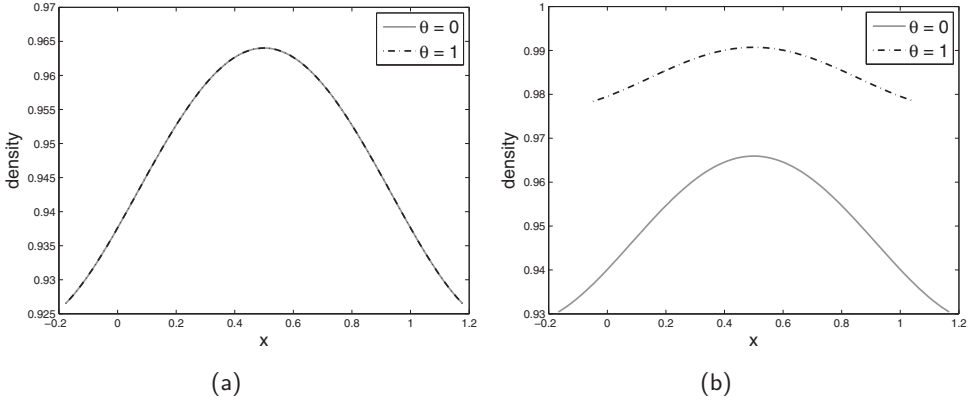 0.97
0.965
0.96
0.955
0.95
0.945
0.94
0.935
0.93
0.925
−0.2 0 0.2 0.4 0.6 0.8 1 1.2
density
x
θ = 0
θ = 1
(a)
1
0.99
0.98
0.97
0.96
0.95
0.94
0.93
−0.2 0 0.2 0.4 0.6 0.8 1 1.2
density
x
θ = 0
θ = 1
(b)